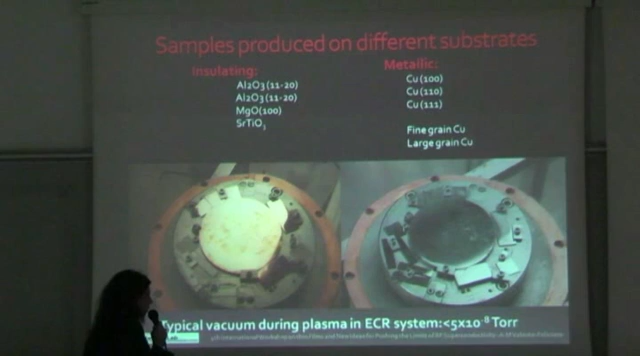 Samples produced on different substrates
Insulating:
Al2O3 (11-20)
Al2O3 (11-20)
MgO(100)
SrTiO3
Metallic:
Cu (100)
Cu (110)
Cu (111)
Fine grain Cu
Large grain Cu
Typical vacuum during plasma in ECR system:<5x10-8 Torr
Lab